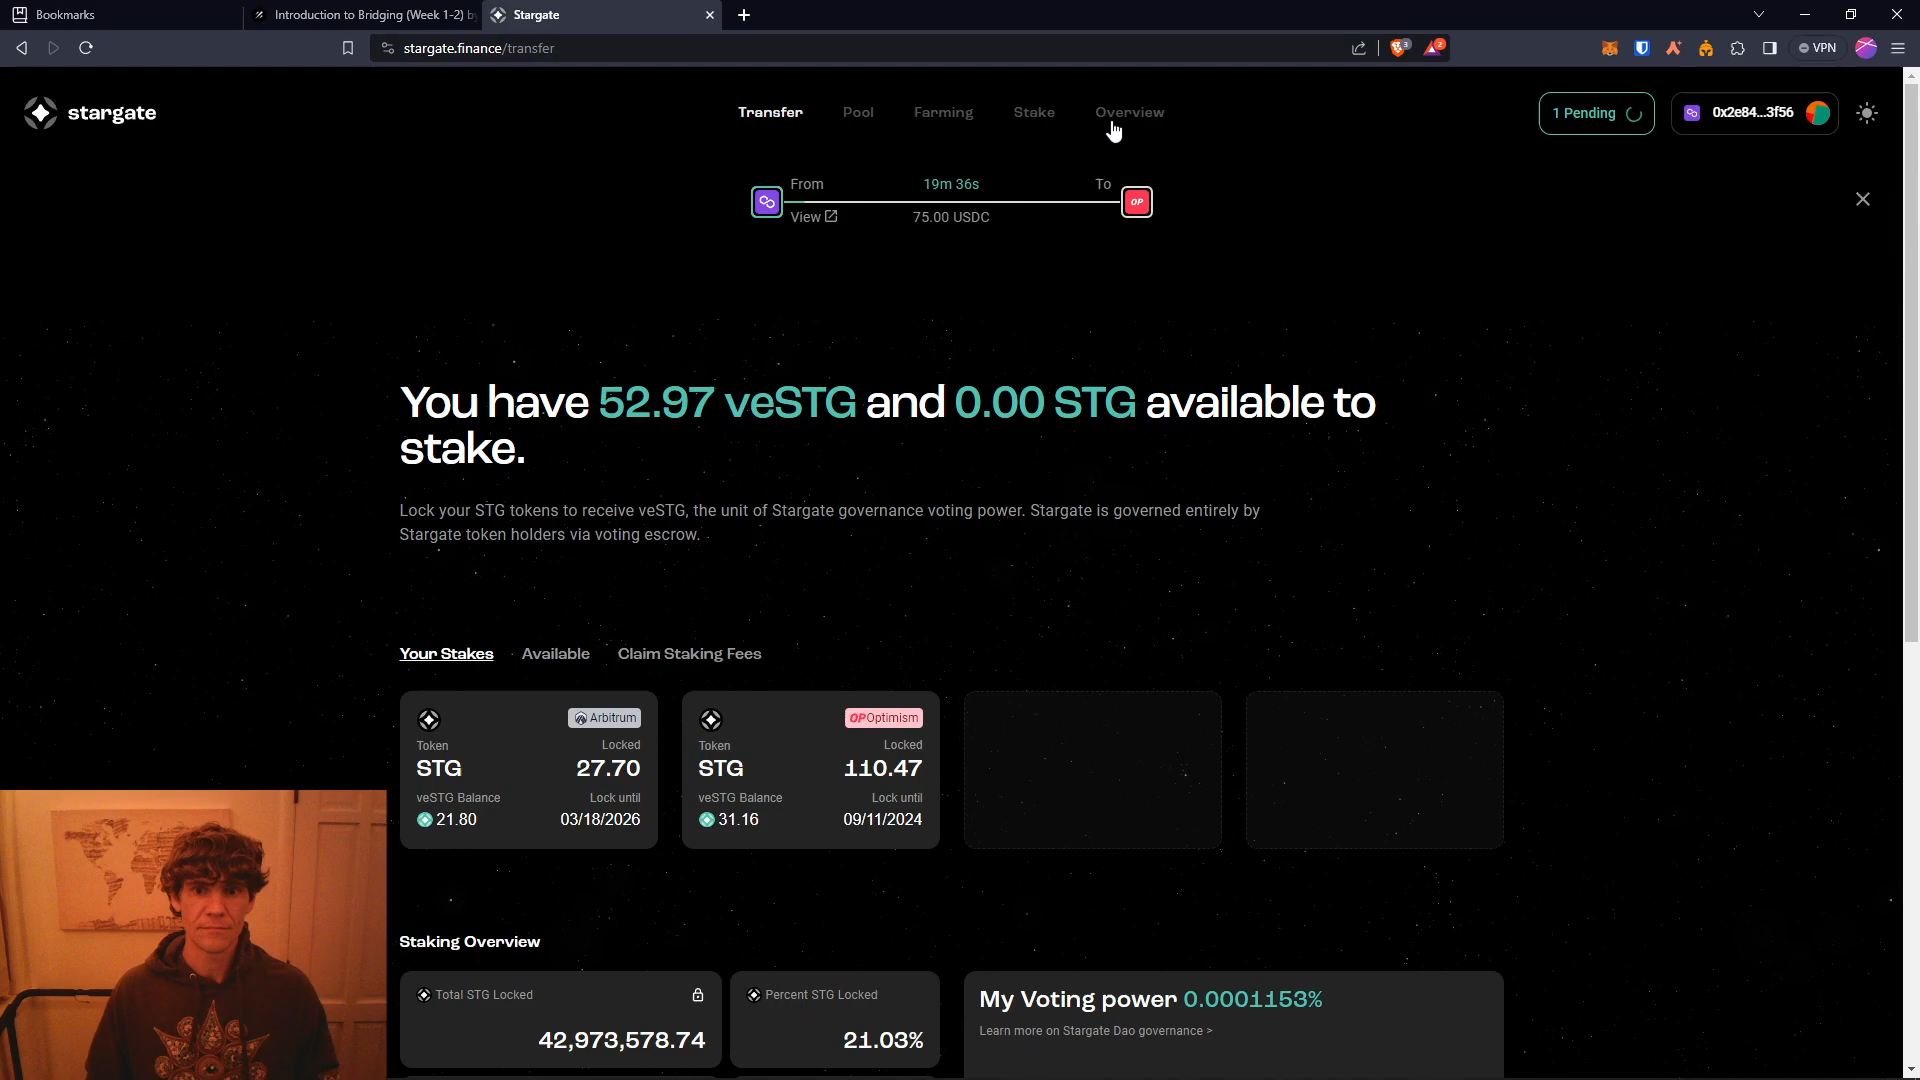 Bookmarks
Introduction to Bridging (Week 1-2) b
Stargate
stargate.finance/transfer
3
2
VPN
stargate
Transfer
Pool
Farming
Stake
Overview
1 Pending
0x2e84...3f56
From
19m 36s
To
OP
View
75.00 USDC
You have 52.97 veSTG and 0.00 STG available to
stake.
Lock your STG tokens to receive veSTG, the unit of Stargate governance voting power. Stargate is governed entirely by
Stargate token holders via voting escrow.
Your Stakes
Available
Claim Staking Fees
Arbitrum
Token
Locked
STG
27.70
veSTG Balance
Lock until
21.80
03/18/2026
OP Optimism
Token
Locked
STG
110.47
veSTG Balance
Lock until
31.16
09/11/2024
Staking Overview
Total STG Locked
42,973,578.74
Percent STG Locked
21.03%
My Voting power 0.0001153%
Learn more on Stargate Dao governance >